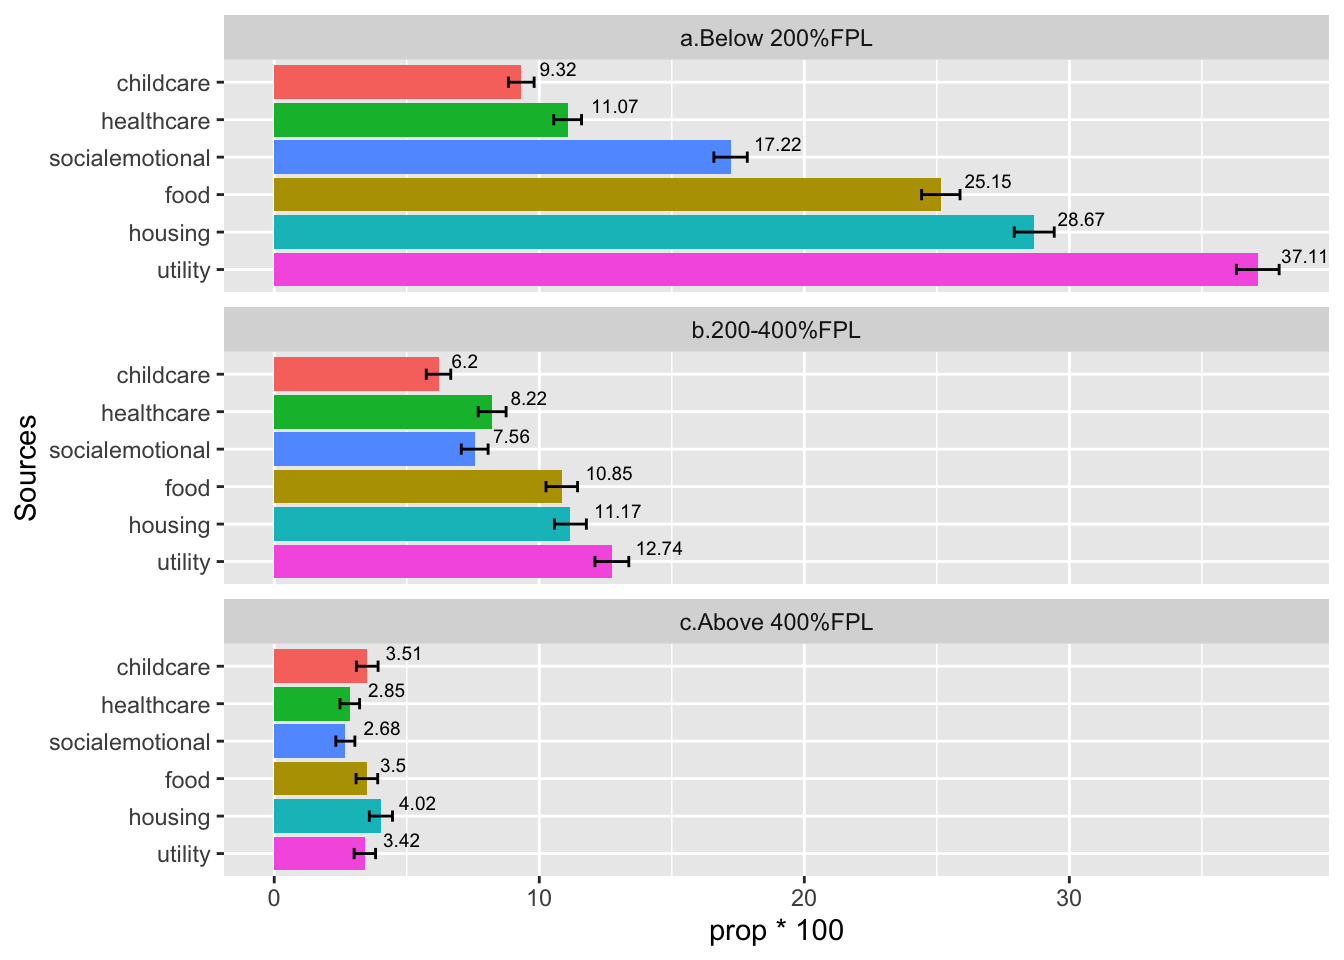 a.Below 200%FPL
childcare 9.32
healthcare 11.07
socialemotional 17.22
food 25.15
housing 28.67
utility 37.11
b.200-400%FPL
childcare 6.2
healthcare 8.22
socialemotional 7.56
food 10.85
housing 11.17
utility 12.74
Sources
c.Above 400%FPL
childcare 3.51
healthcare 2.85
socialemotional 2.68
food 3.5
housing 4.02
utility 3.42
0 10 20 30
prop * 100